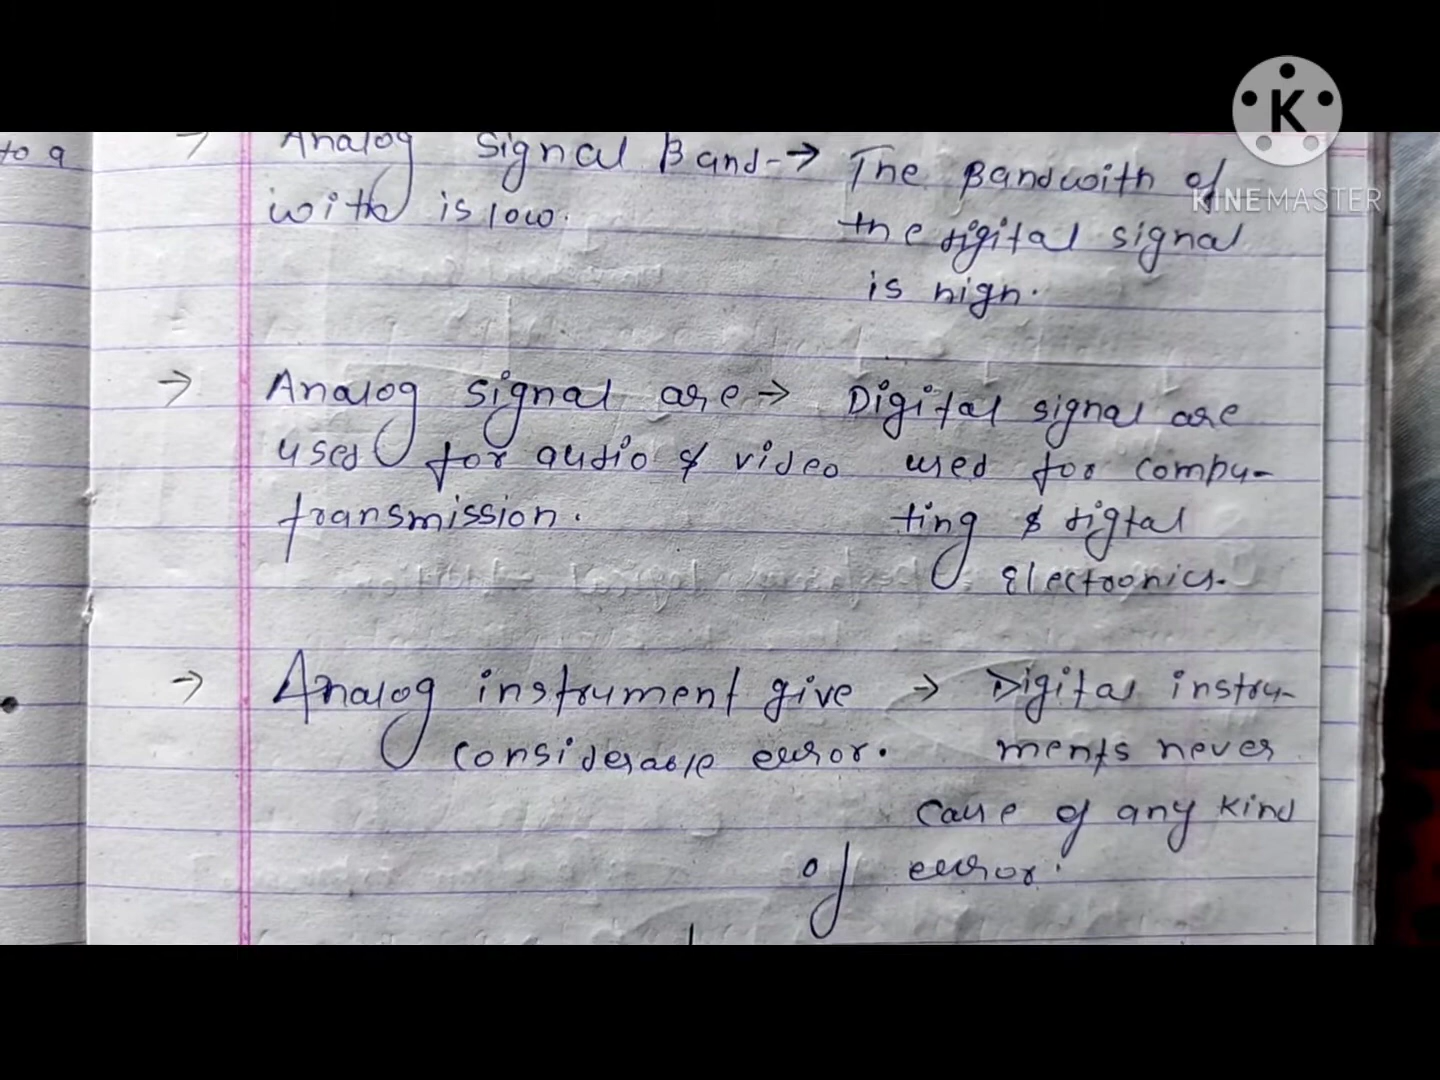 to a
→ Analog signal Band-
with is low.
→ The Bandwith of
the digital signal
is high.
→ Analog signal are
used for audio & video
transmission.
→ Digital signal are
used for compu-
ting & digtal
Electronics.
→ Analog instrument give
considerable error.
→ Digital instru-
ments never
cause of any kind
of error.
K
KINEMASTER